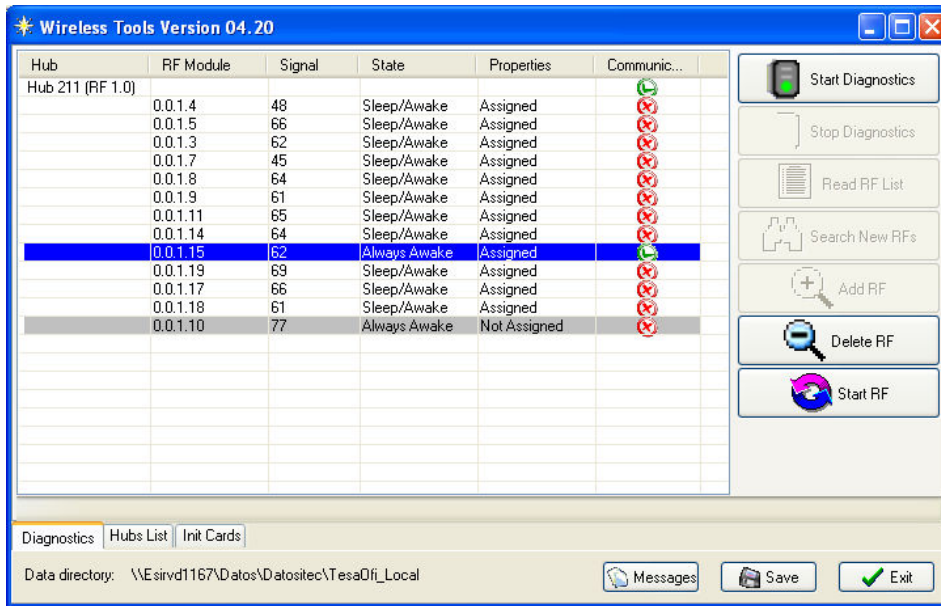 Wireless Tools Version 04.20
Hub RF Module Signal State Properties Communic...
Hub 211 (RF 1.0)
0.0.1.4 48 Sleep/Awake Assigned
0.0.1.5 66 Sleep/Awake Assigned
0.0.1.3 62 Sleep/Awake Assigned
0.0.1.7 45 Sleep/Awake Assigned
0.0.1.8 64 Sleep/Awake Assigned
0.0.1.9 61 Sleep/Awake Assigned
0.0.1.11 65 Sleep/Awake Assigned
0.0.1.14 64 Sleep/Awake Assigned
0.0.1.15 62 Always Awake Assigned
0.0.1.19 69 Sleep/Awake Assigned
0.0.1.17 66 Sleep/Awake Assigned
0.0.1.18 61 Sleep/Awake Assigned
0.0.1.10 77 Always Awake Not Assigned
Start Diagnostics
Stop Diagnostics
Read RF List
Search New RFs
Add RF
Delete RF
Start RF
Diagnostics Hubs List Init Cards
Data directory: \\Esirvd1167\Datos\Datositec\TesaOfi_Local
Messages Save Exit